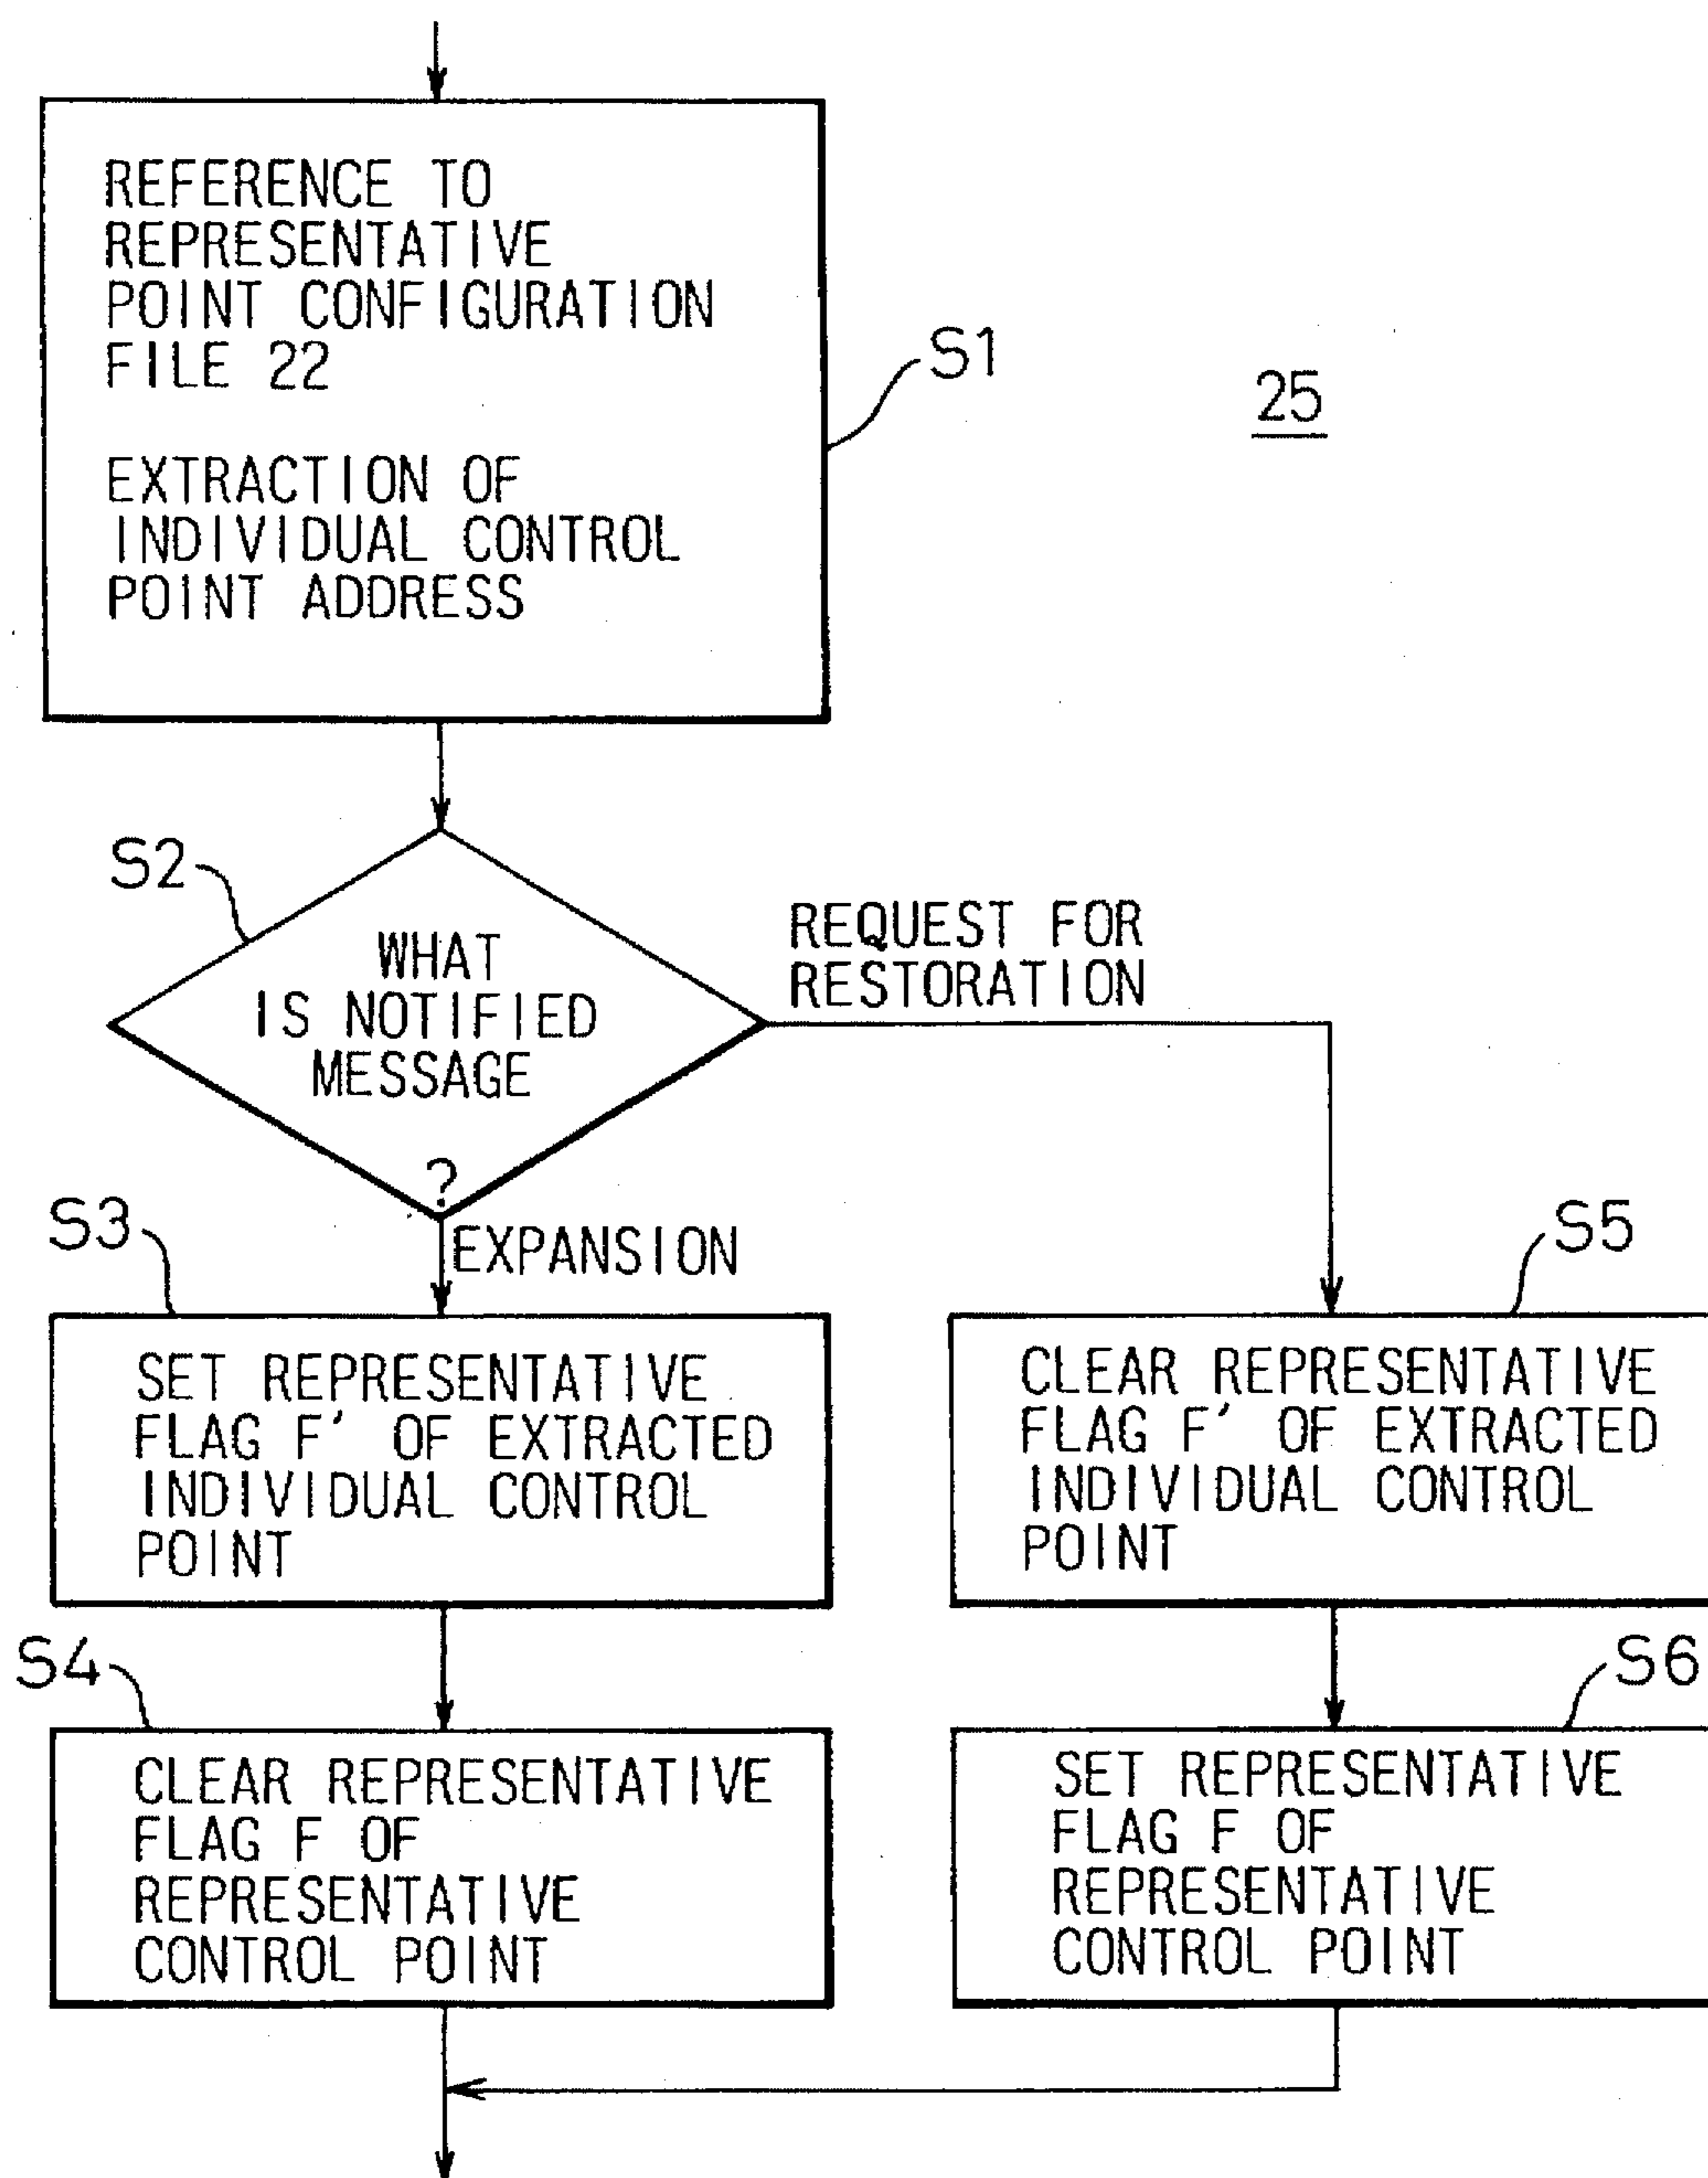 REFERENCE TO
REPRESENTATIVE
POINT CONFIGURATION
FILE 22
EXTRACTION OF
INDIVIDUAL CONTROL
POINT ADDRESS
S1
25
S2
WHAT
IS NOTIFIED
MESSAGE
?
REQUEST FOR
RESTORATION
EXPANSION
S3
SET REPRESENTATIVE
FLAG F' OF EXTRACTED
INDIVIDUAL CONTROL
POINT
S5
CLEAR REPRESENTATIVE
FLAG F' OF EXTRACTED
INDIVIDUAL CONTROL
POINT
S4
CLEAR REPRESENTATIVE
FLAG F OF
REPRESENTATIVE
CONTROL POINT
S6
SET REPRESENTATIVE
FLAG F OF
REPRESENTATIVE
CONTROL POINT